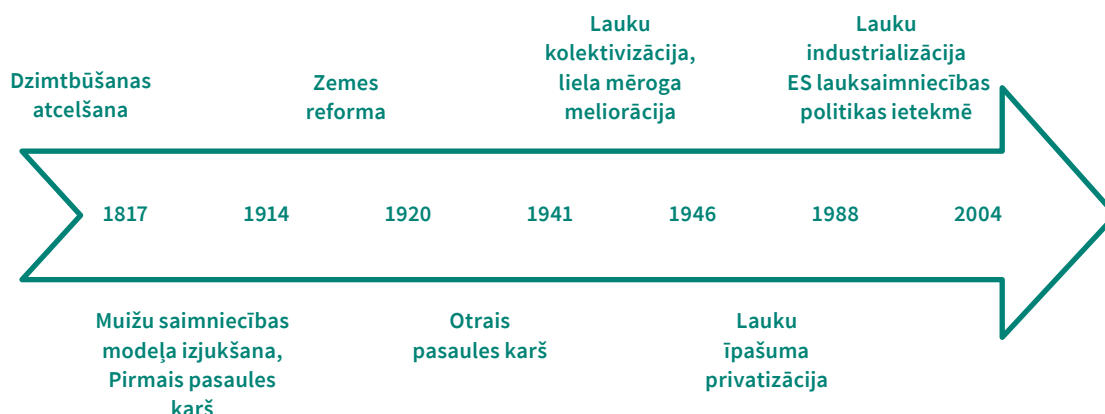 Dzimtbūšanas
atcelšana
Zemes
reforma
Lauku
kolektivizācija,
liela mēroga
meliorācija
Lauku
industrializācija
ES lauksaimniecības
politikas ietekmē
1817 1914 1920 1941 1946 1988 2004
Muižu saimniecības
modeļa izjukšana,
Pirmais pasaules
karš
Otrais
pasaules karš
Lauku
īpašuma
privatizācija